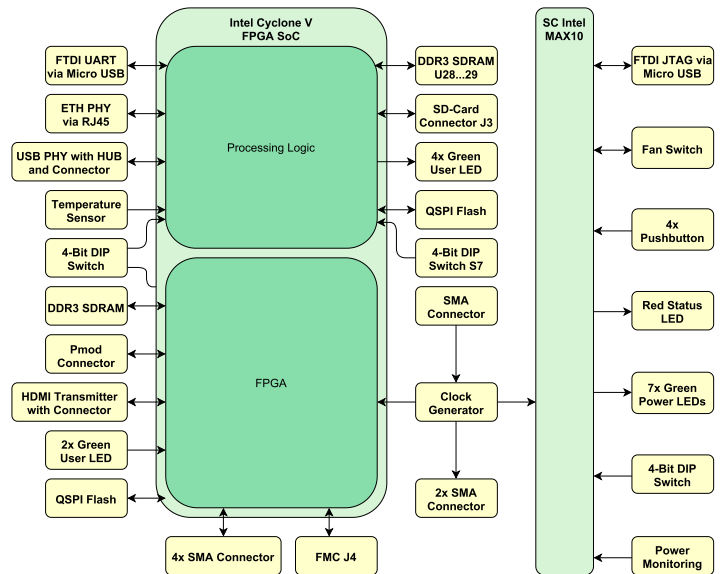 Intel Cyclone V
FPGA SoC
SC Intel
MAX10
FTDI UART
via Micro USB
ETH PHY
via RJ45
USB PHY with HUB
and Connector
Temperature
Sensor
4-Bit DIP
Switch
DDR3 SDRAM
Pmod
Connector
HDMI Transmitter
with Connector
2x Green
User LED
QSPI Flash
Processing Logic
FPGA
4x SMA Connector
FMC J4
DDR3 SDRAM
U28...29
SD-Card
Connector J3
4x Green
User LED
QSPI Flash
4-Bit DIP
Switch S7
SMA
Connector
Clock
Generator
2x SMA
Connector
FTDI JTAG via
Micro USB
Fan Switch
4x
Pushbutton
Red Status
LED
7x Green
Power LEDs
4-Bit DIP
Switch
Power
Monitoring